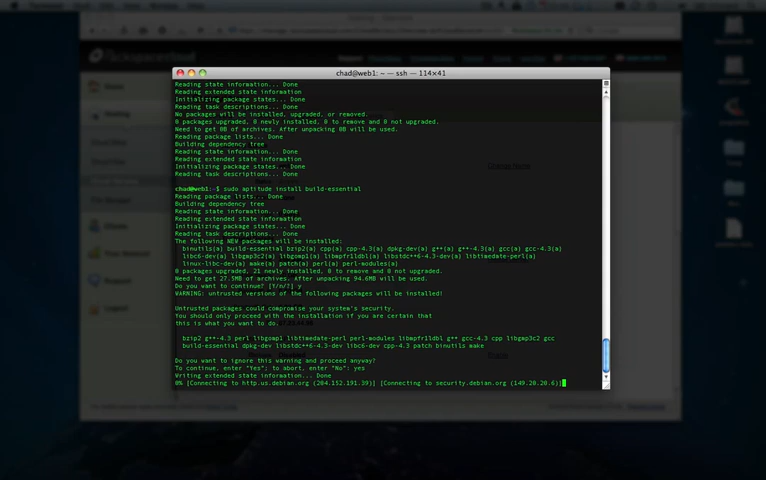 chad@web1: ~ — ssh — 114×41
Reading state information... Done
Reading extended state information
Initializing package states... Done
Reading task descriptions... Done
No packages will be installed, upgraded, or removed.
0 packages upgraded, 0 newly installed, 0 to remove and 0 not upgraded.
Need to get 0B of archives. After unpacking 0B will be used.
Reading package lists... Done
Building dependency tree
Reading state information... Done
Reading extended state information
Initializing package states... Done
Reading task descriptions... Done
chad@web1:~$ sudo aptitude install build-essential
Reading package lists... Done
Building dependency tree
Reading state information... Done
Reading extended state information
Initializing package states... Done
Reading task descriptions... Done
The following NEW packages will be installed:
binutils{a} build-essential bzip2{a} cpp{a} cpp-4.3{a} dpkg-dev{a} g++{a} g++-4.3{a} gcc{a} gcc-4.3{a}
libc6-dev{a} libgmp3c2{a} libgomp1{a} libmpfr1ldbl{a} libstdc++6-4.3-dev{a} libtimedate-perl{a}
linux-libc-dev{a} make{a} patch{a} perl{a} perl-modules{a}
0 packages upgraded, 21 newly installed, 0 to remove and 0 not upgraded.
Need to get 27.5MB of archives. After unpacking 94.6MB will be used.
Do you want to continue? [Y/n/?] y
WARNING: untrusted versions of the following packages will be installed!
Untrusted packages could compromise your system's security.
You should only proceed with the installation if you are certain that
this is what you want to do.
bzip2 g++-4.3 perl libgomp1 libtimedate-perl linux-libc-dev perl-modules libmpfr1ldbl g++ gcc-4.3 cpp libgmp3c2 gcc
build-essential dpkg-dev libstdc++6-4.3-dev libc6-dev cpp-4.3 patch binutils make
Do you want to ignore this warning and proceed anyway?
To continue, enter "Yes"; to abort, enter "No": yes
Writing extended state information... Done
0% [Connecting to http.us.debian.org (204.152.191.39)] [Connecting to security.debian.org (149.20.20.6)]